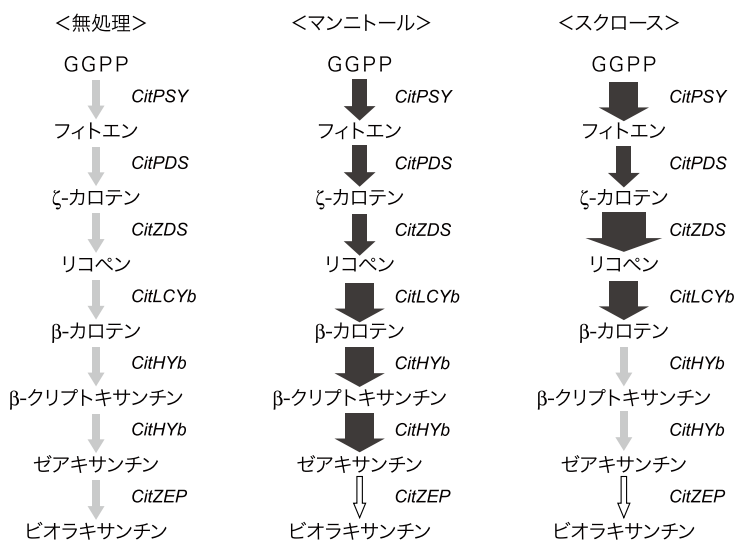 ＜無処理＞
GGPP
CitPSY
フィトエン
CitPDS
ζ-カロテン
CitZDS
リコペン
CitLCYb
β-カロテン
CitHYb
β-クリプトキサンチン
CitHYb
ゼアキサンチン
CitZEP
ビオラキサンチン
＜マンニトール＞
GGPP
CitPSY
フィトエン
CitPDS
ζ-カロテン
CitZDS
リコペン
CitLCYb
β-カロテン
CitHYb
β-クリプトキサンチン
CitHYb
ゼアキサンチン
CitZEP
ビオラキサンチン
＜スクロース＞
GGPP
CitPSY
フィトエン
CitPDS
ζ-カロテン
CitZDS
リコペン
CitLCYb
β-カロテン
CitHYb
β-クリプトキサンチン
CitHYb
ゼアキサンチン
CitZEP
ビオラキサンチン